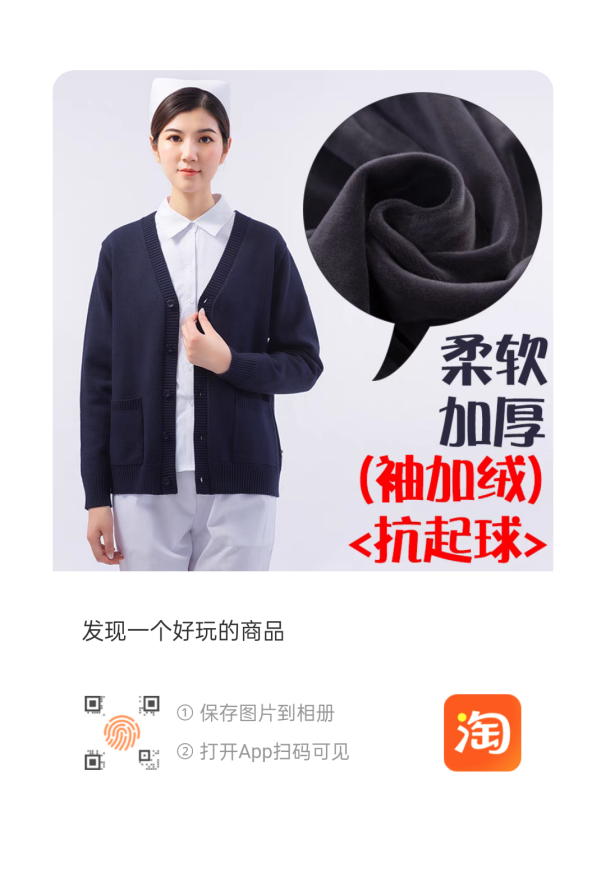 柔软
加厚
(袖加绒)
<抗起球>
发现一个好玩的商品
① 保存图片到相册
② 打开App扫码可见
淘